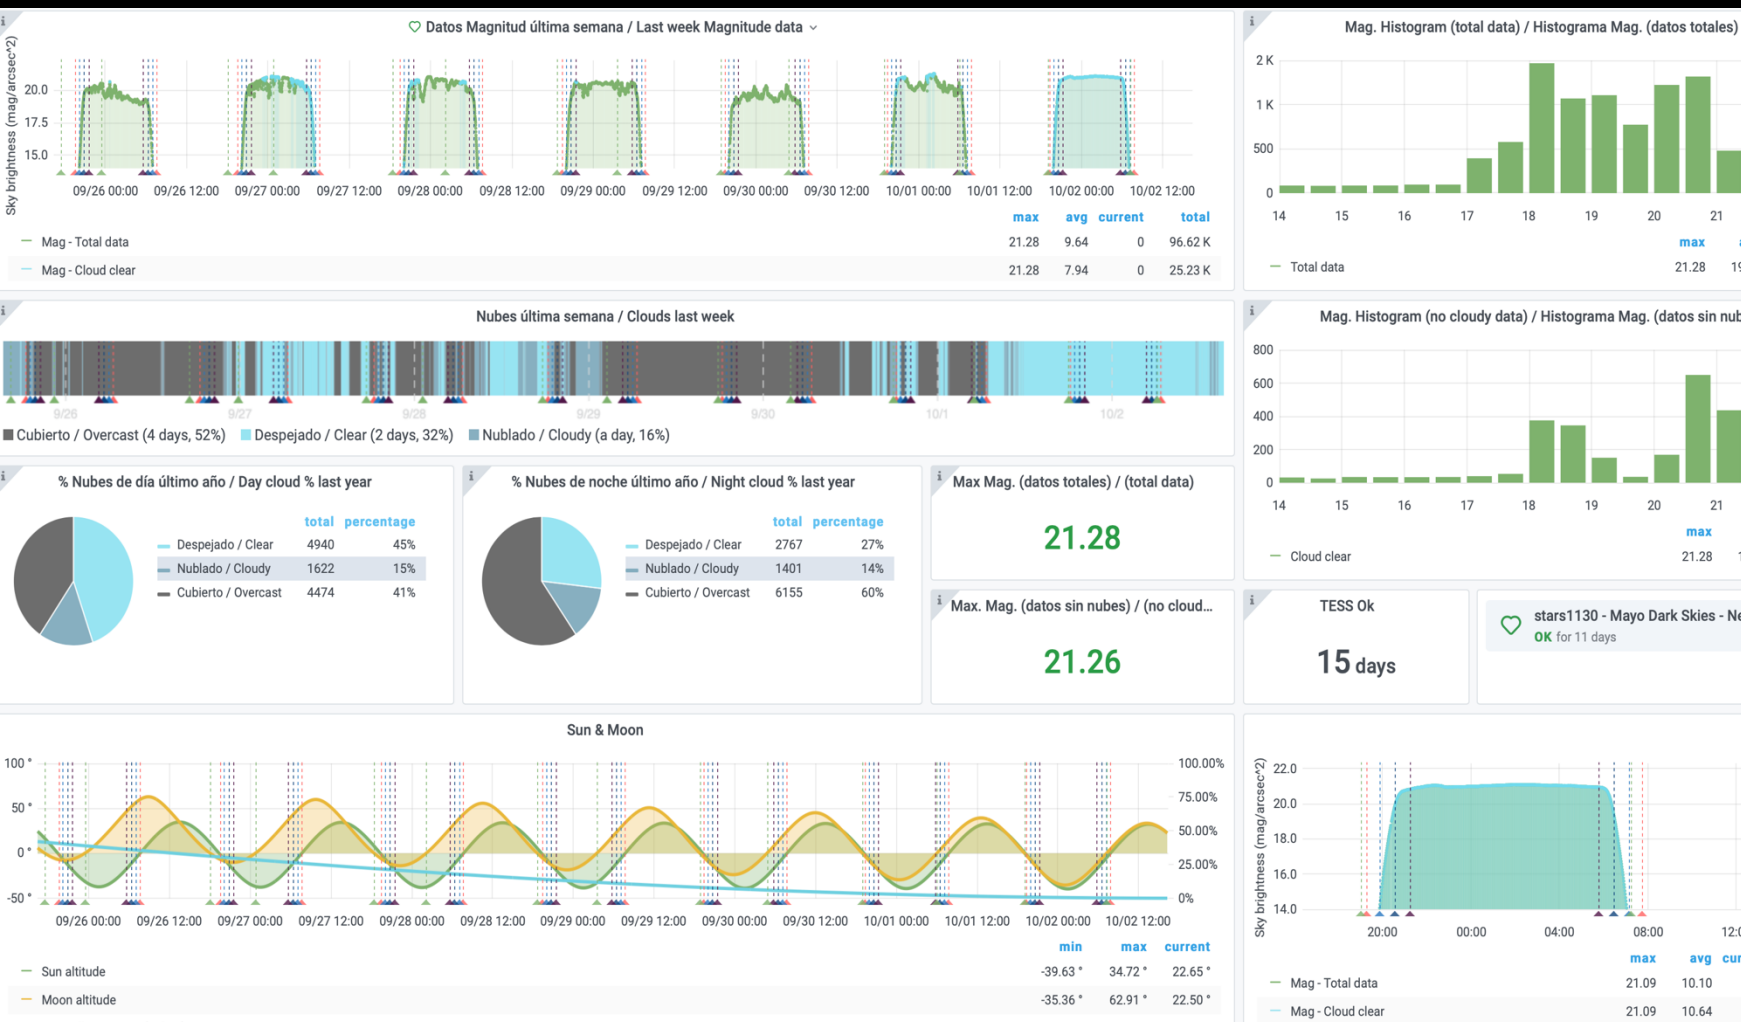 Datos Magnitud última semana / Last week Magnitude data
Sky brightness (mag/arcsec^2)
20.0
17.5
15.0
09/26 00:00 09/26 12:00 09/27 00:00 09/27 12:00 09/28 00:00 09/28 12:00 09/29 00:00 09/29 12:00 09/30 00:00 09/30 12:00 10/01 00:00 10/01 12:00 10/02 00:00 10/02 12:00
max avg current total
Mag - Total data 21.28 9.64 0 96.62 K
Mag - Cloud clear 21.28 7.94 0 25.23 K
Mag. Histogram (total data) / Histograma Mag. (datos totales)
2 K
1 K
500
0
14 15 16 17 18 19 20 21
max
Total data 21.28
Nubes última semana / Clouds last week
9/26 9/27 9/28 9/29 9/30 10/1 10/2
Cubierto / Overcast (4 days, 52%) Despejado / Clear (2 days, 32%) Nublado / Cloudy (a day, 16%)
Mag. Histogram (no cloudy data) / Histograma Mag. (datos sin nub
800
600
400
200
0
14 15 16 17 18 19 20 21
max
Cloud clear 21.28
% Nubes de día último año / Day cloud % last year
total percentage
Despejado / Clear 4940 45%
Nublado / Cloudy 1622 15%
Cubierto / Overcast 4474 41%
% Nubes de noche último año / Night cloud % last year
total percentage
Despejado / Clear 2767 27%
Nublado / Cloudy 1401 14%
Cubierto / Overcast 6155 60%
Max Mag. (datos totales) / (total data)
21.28
Max. Mag. (datos sin nubes) / (no cloud...
21.26
TESS Ok
15 days
stars1130 - Mayo Dark Skies - Ne
OK for 11 days
Sun & Moon
100 °
50 °
0 °
-50 °
100.00%
75.00%
50.00%
25.00%
0%
09/26 00:00 09/26 12:00 09/27 00:00 09/27 12:00 09/28 00:00 09/28 12:00 09/29 00:00 09/29 12:00 09/30 00:00 09/30 12:00 10/01 00:00 10/01 12:00 10/02 00:00 10/02 12:00
min max current
Sun altitude -39.63 ° 34.72 ° 22.65 °
Moon altitude -35.36 ° 62.91 ° 22.50 °
Sky brightness (mag/arcsec^2)
22.0
20.0
18.0
16.0
14.0
20:00 00:00 04:00 08:00 12:0
max avg cur
Mag - Total data 21.09 10.10
Mag - Cloud clear 21.09 10.64